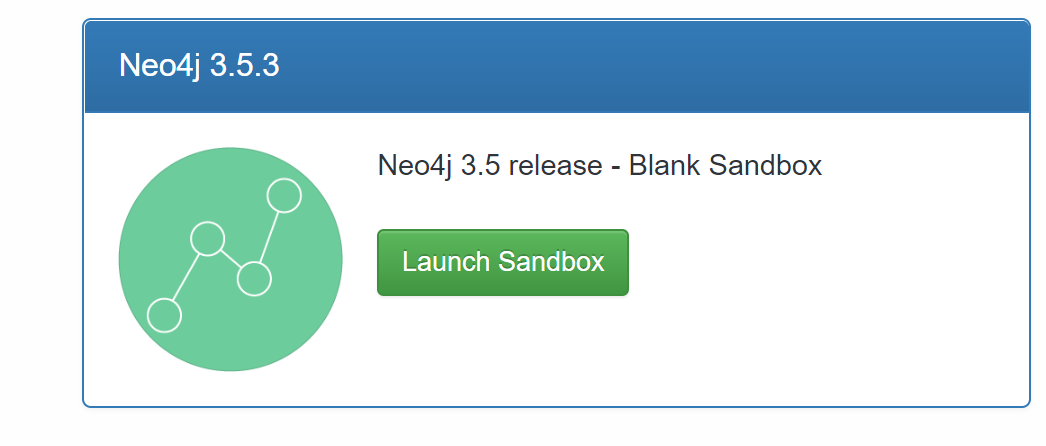 Neo4j 3.5.3
Neo4j 3.5 release - Blank Sandbox
Launch Sandbox